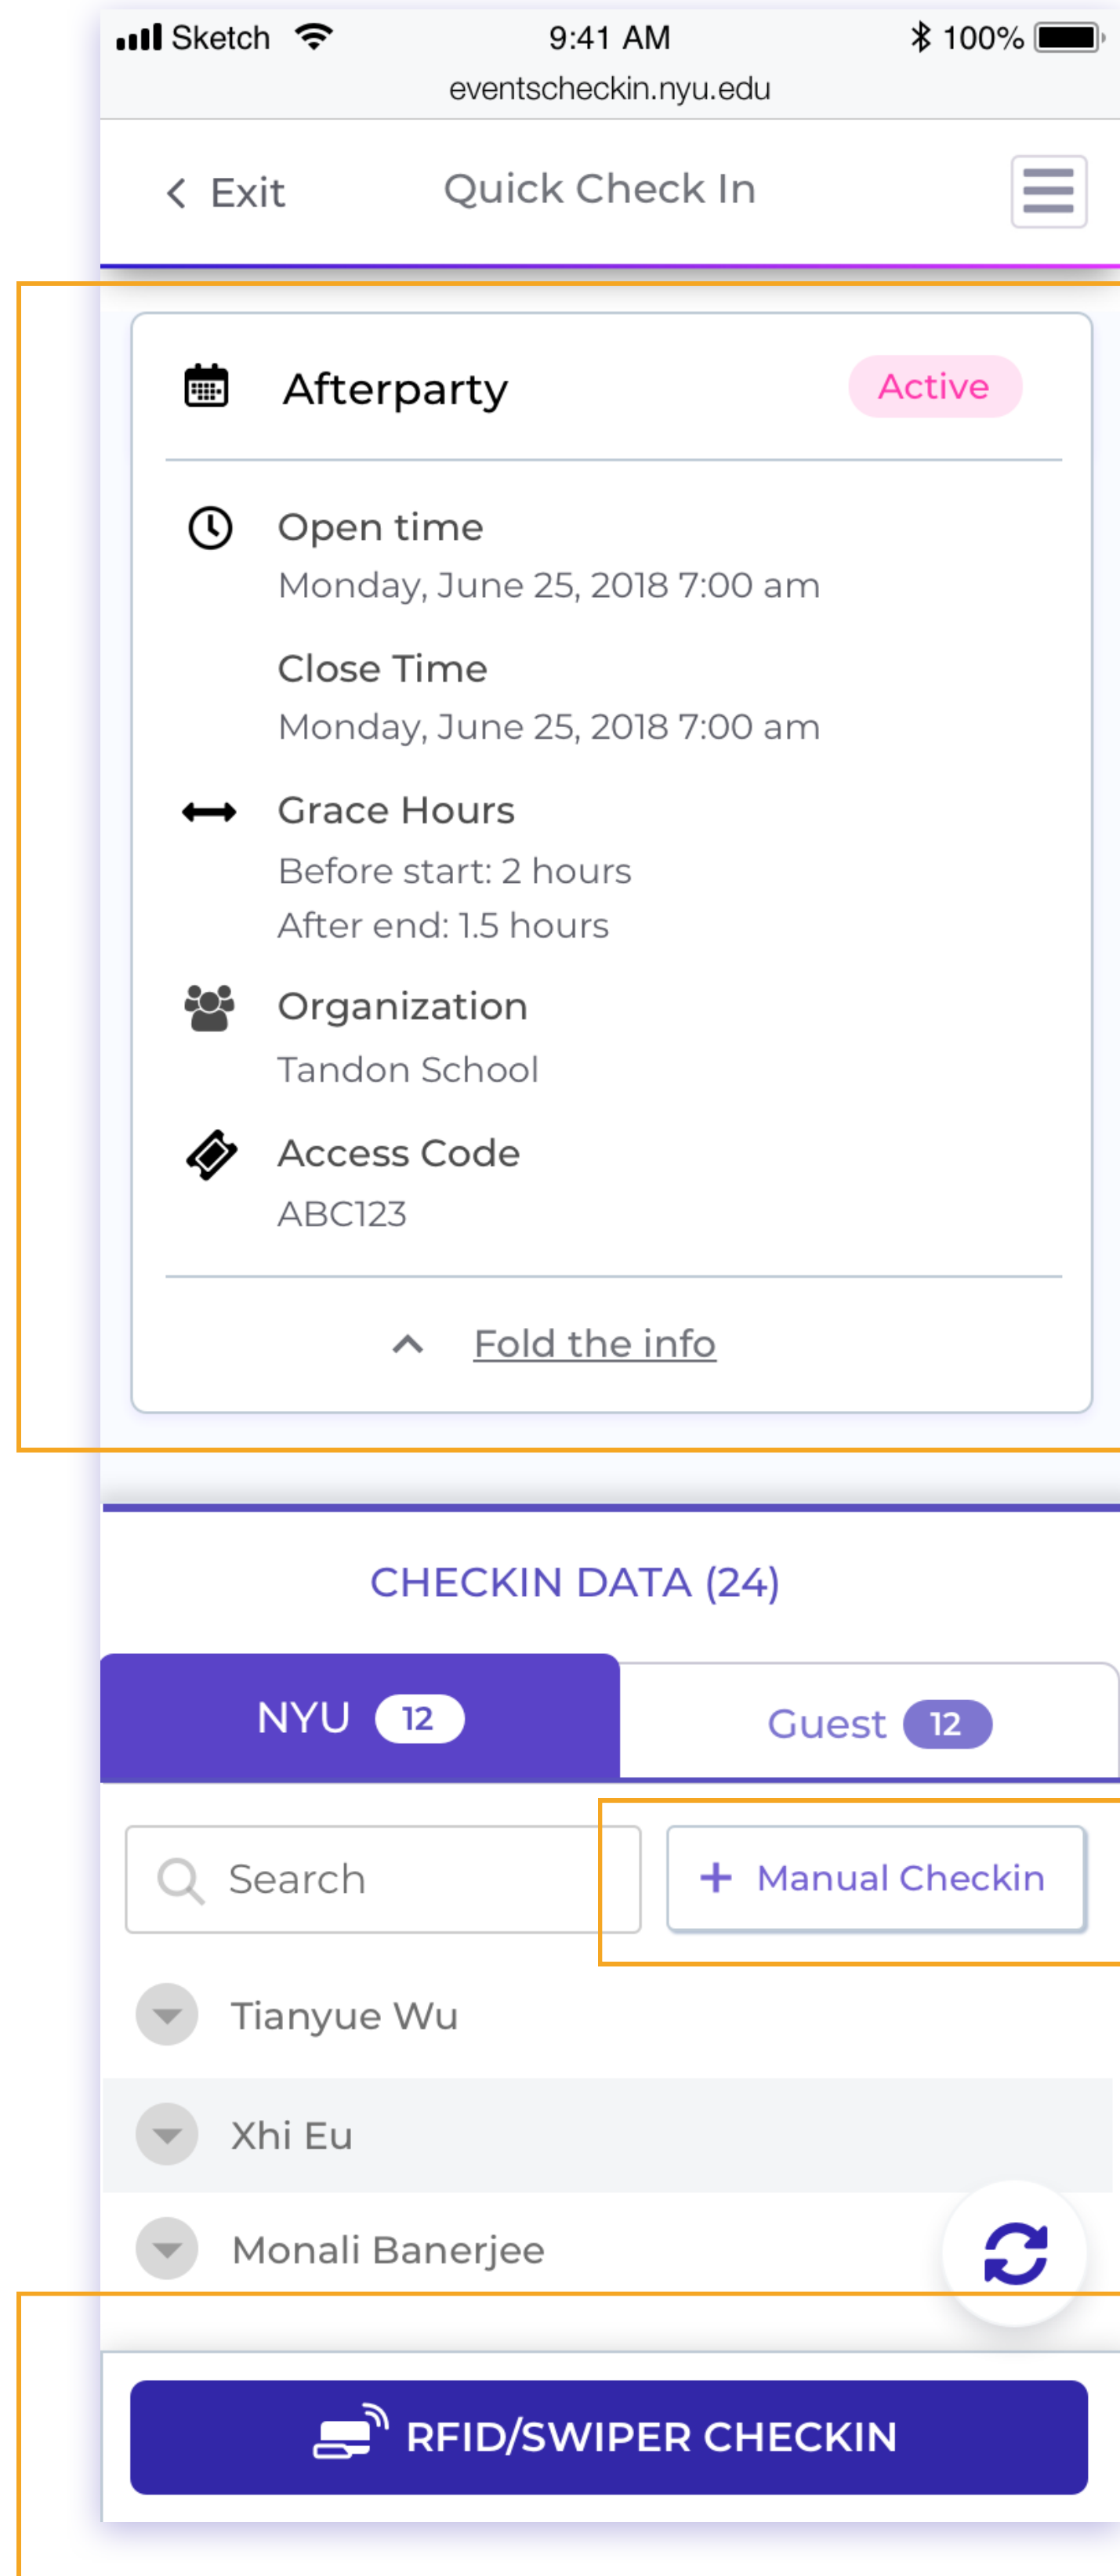 Sketch 9:41 AM 100%
eventscheckin.nyu.edu
Exit Quick Check In
Afterparty Active
Open time
Monday, June 25, 2018 7:00 am
Close Time
Monday, June 25, 2018 7:00 am
Grace Hours
Before start: 2 hours
After end: 1.5 hours
Organization
Tandon School
Access Code
ABC123
Fold the info
CHECKIN DATA (24)
NYU 12 Guest 12
Search + Manual Checkin
Tianyue Wu
Xhi Eu
Monali Banerjee
RFID/SWIPER CHECKIN